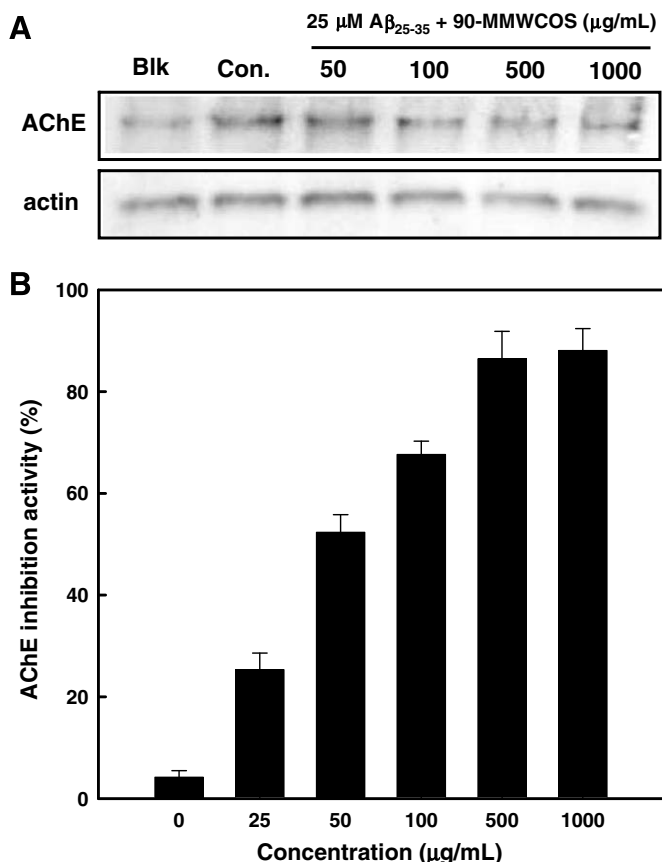 A
25 μM Aβ25-35 + 90-MMWCOS (μg/mL)
Blk Con. 50 100 500 1000
AChE
actin
B
100
80
60
40
20
0
AChE inhibition activity (%)
0 25 50 100 500 1000
Concentration (μg/mL)